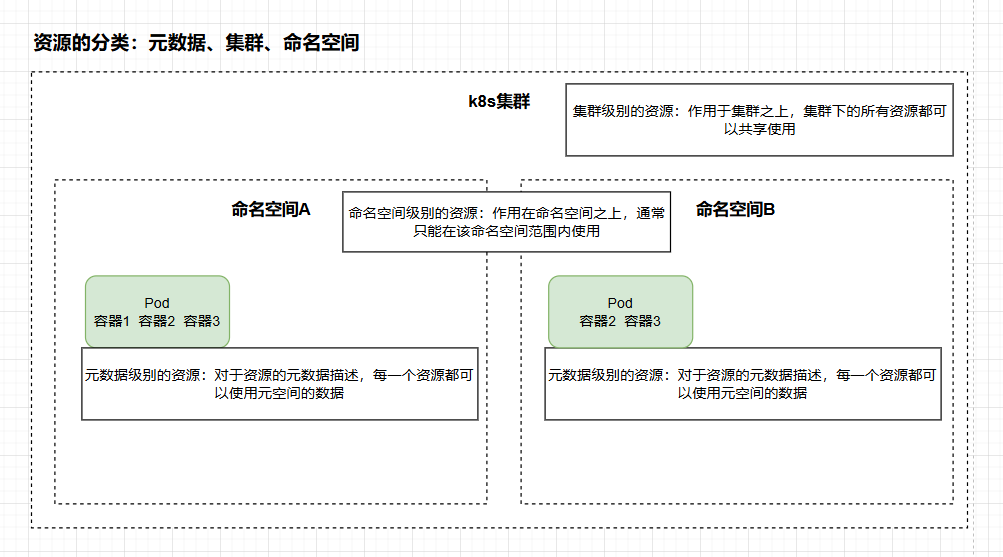 资源的分类：元数据、集群、命名空间
k8s集群
集群级别的资源：作用于集群之上，集群下的所有资源都可
以共享使用
命名空间A
命名空间级别的资源：作用在命名空间之上，通常
只能在该命名空间范围内使用
命名空间B
Pod
容器1 容器2 容器3
Pod
容器2 容器3
元数据级别的资源：对于资源的元数据描述，每一个资源都可
以使用元空间的数据
元数据级别的资源：对于资源的元数据描述，每一个资源都可
以使用元空间的数据